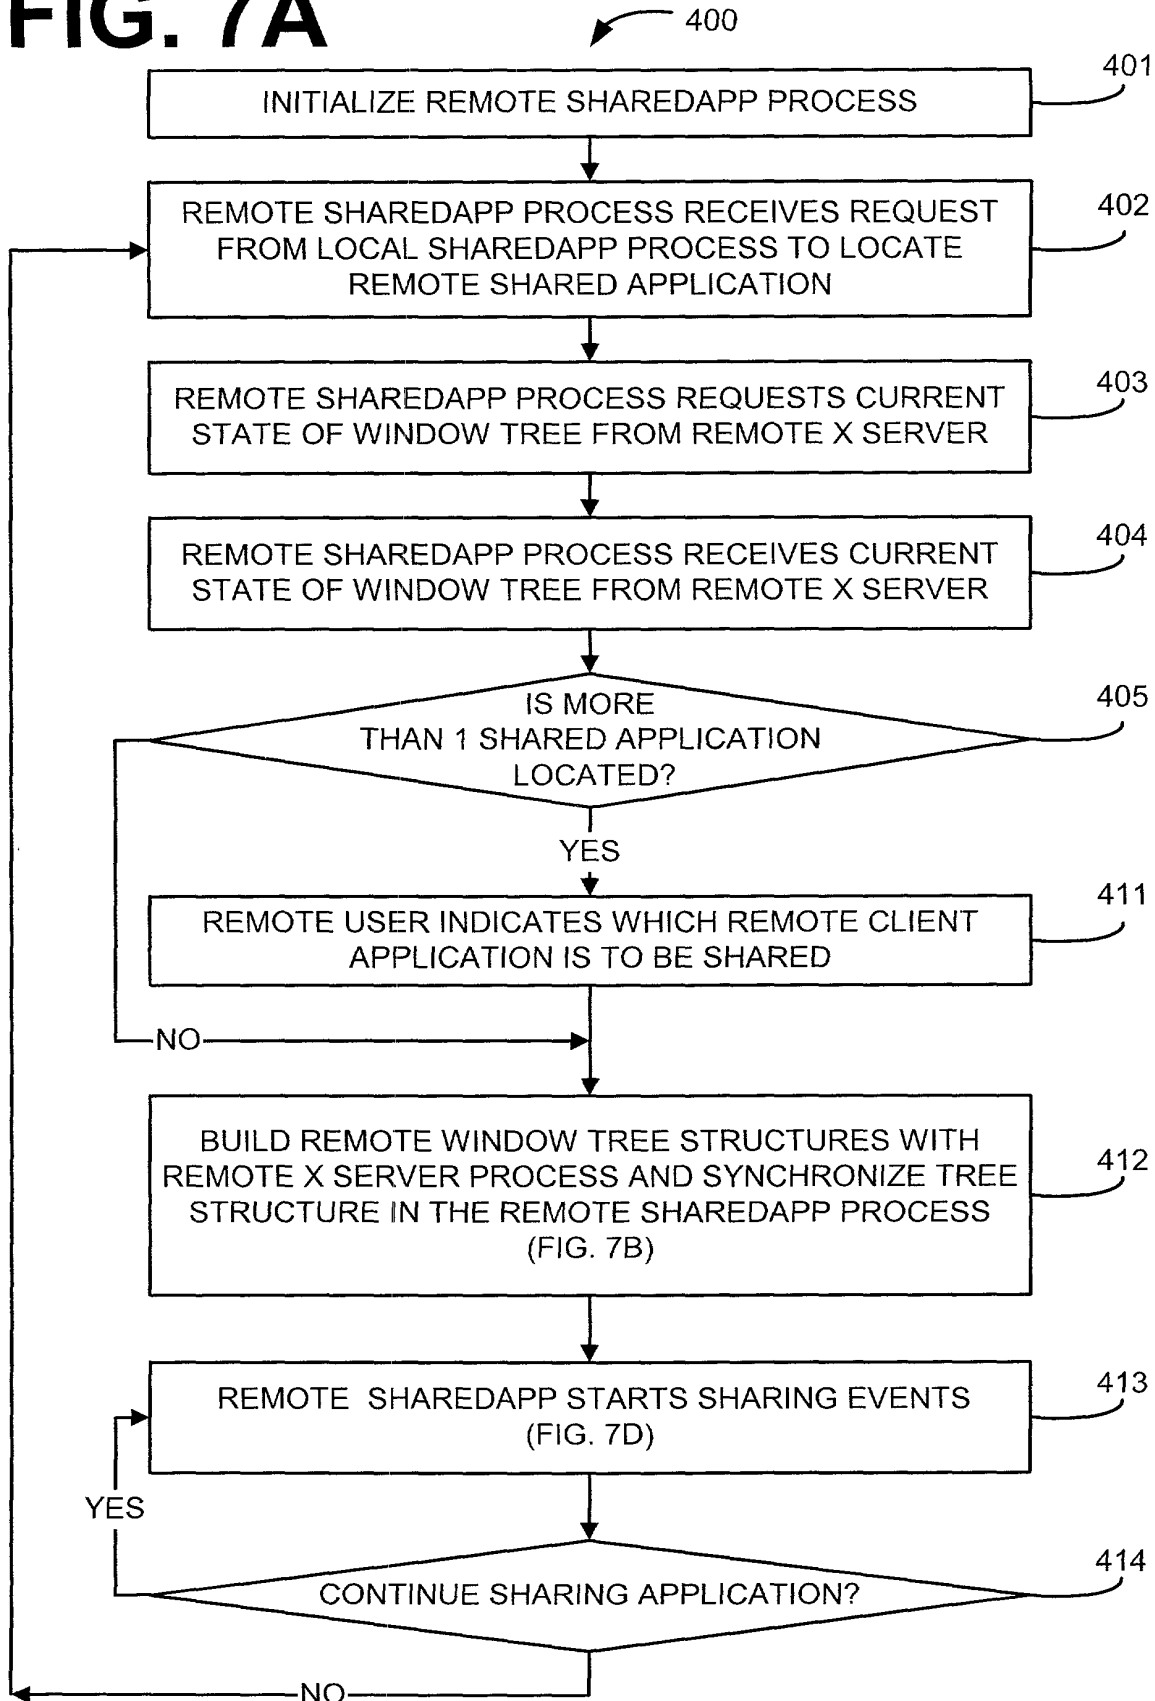 FIG. 7A
400
401
INITIALIZE REMOTE SHAREDAPP PROCESS
402
REMOTE SHAREDAPP PROCESS RECEIVES REQUEST
FROM LOCAL SHAREDAPP PROCESS TO LOCATE
REMOTE SHARED APPLICATION
403
REMOTE SHAREDAPP PROCESS REQUESTS CURRENT
STATE OF WINDOW TREE FROM REMOTE X SERVER
404
REMOTE SHAREDAPP PROCESS RECEIVES CURRENT
STATE OF WINDOW TREE FROM REMOTE X SERVER
405
IS MORE
THAN 1 SHARED APPLICATION
LOCATED?
YES
411
REMOTE USER INDICATES WHICH REMOTE CLIENT
APPLICATION IS TO BE SHARED
NO
412
BUILD REMOTE WINDOW TREE STRUCTURES WITH
REMOTE X SERVER PROCESS AND SYNCHRONIZE TREE
STRUCTURE IN THE REMOTE SHAREDAPP PROCESS
(FIG. 7B)
413
REMOTE SHAREDAPP STARTS SHARING EVENTS
(FIG. 7D)
YES
414
CONTINUE SHARING APPLICATION?
NO